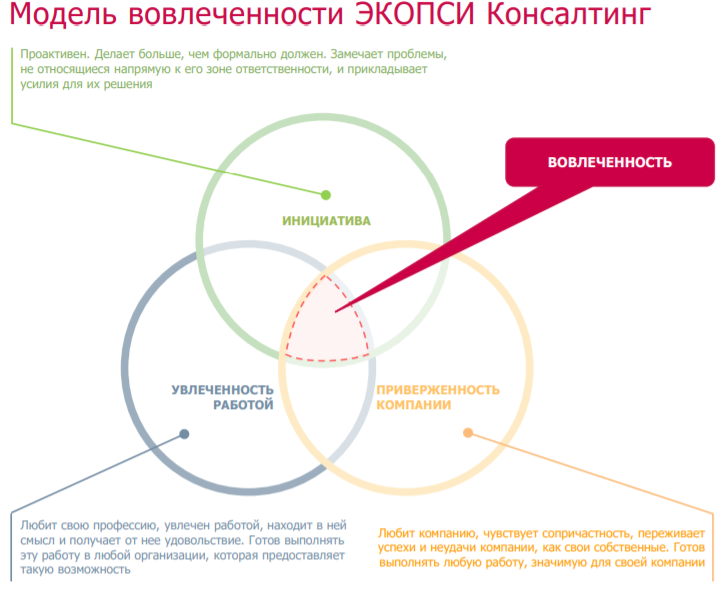 Модель вовлеченности ЭКОПСИ Консалтинг
Проактивен. Делает больше, чем формально должен. Замечает проблемы,
не относящиеся напрямую к его зоне ответственности, и прикладывает
усилия для их решения
ВОВЛЕЧЕННОСТЬ
ИНИЦИАТИВА
УВЛЕЧЕННОСТЬ
РАБОТОЙ
ПРИВЕРЖЕННОСТЬ
КОМПАНИИ
Любит свою профессию, увлечен работой, находит в ней
смысл и получает от нее удовольствие. Готов выполнять
эту работу в любой организации, которая предоставляет
такую возможность
Любит компанию, чувствует сопричастность, переживает
успехи и неудачи компании, как свои собственные. Готов
выполнять любую работу, значимую для своей компании